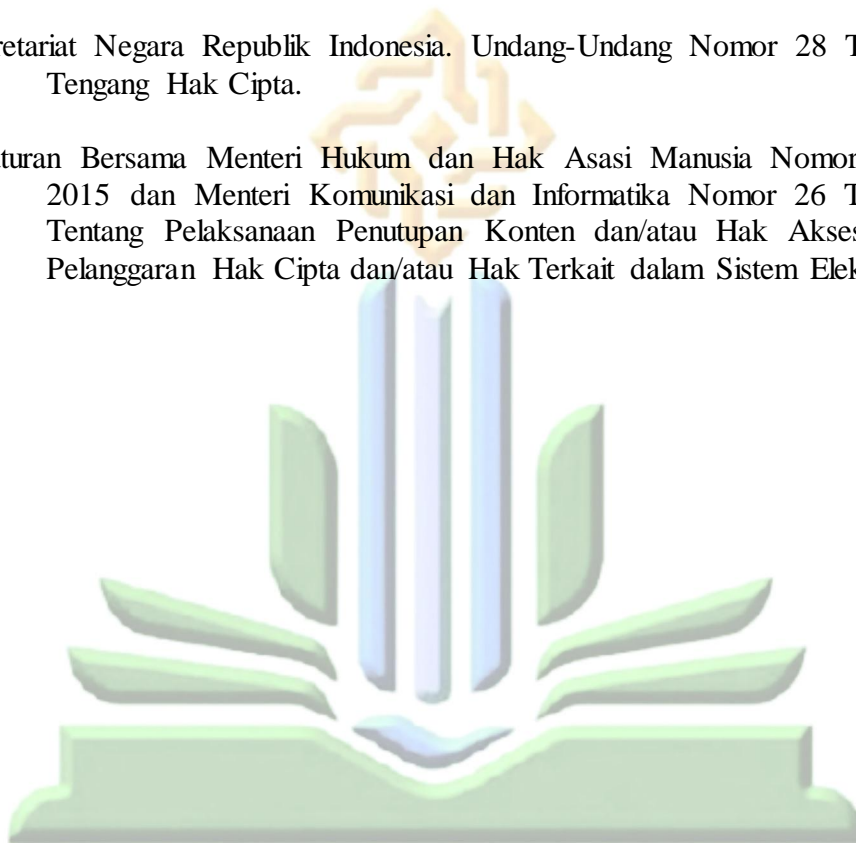 retariat Negara Republik Indonesia. Undang-Undang Nomor 28 T
Tengang Hak Cipta.
turan Bersama Menteri Hukum dan Hak Asasi Manusia Nomor
2015 dan Menteri Komunikasi dan Informatika Nomor 26 T
Tentang Pelaksanaan Penutupan Konten dan/atau Hak Akses
Pelanggaran Hak Cipta dan/atau Hak Terkait dalam Sistem Elek